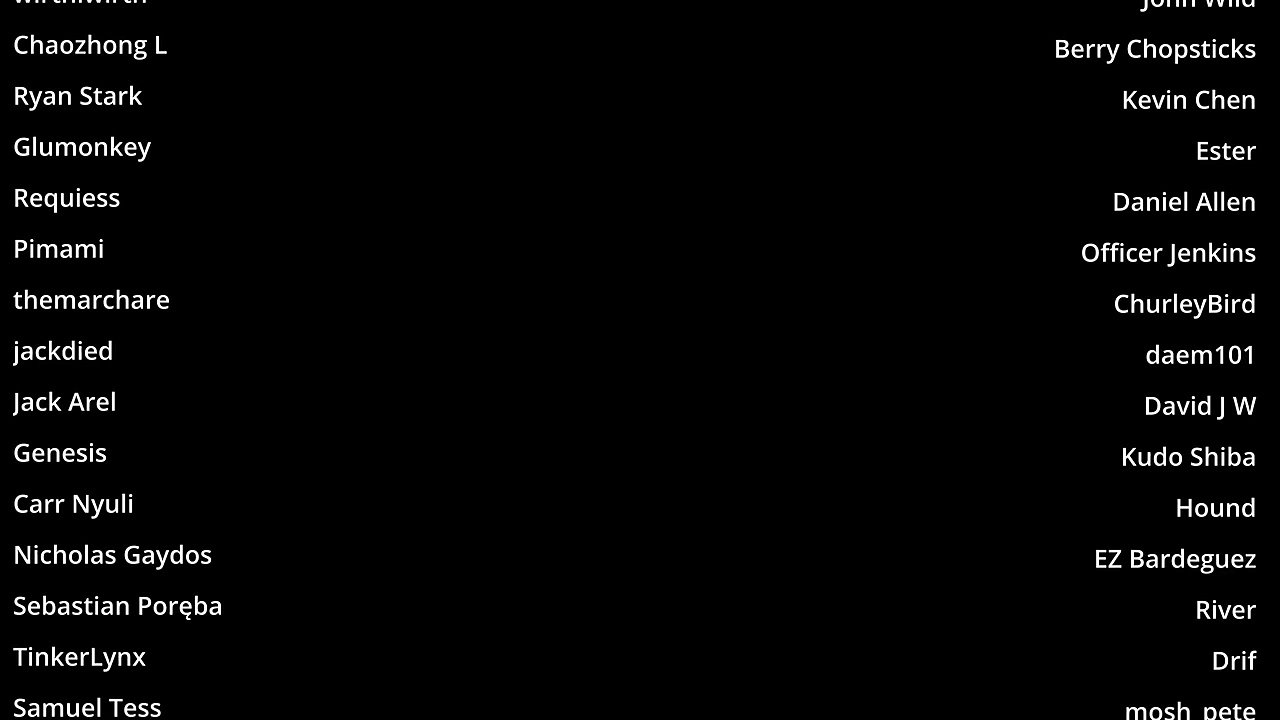 John Wild
Chaozhong L
Berry Chopsticks
Ryan Stark
Kevin Chen
Glumonkey
Ester
Requiess
Daniel Allen
Pimami
Officer Jenkins
themarchare
ChurleyBird
jackdied
daem101
Jack Arel
David J W
Genesis
Kudo Shiba
Carr Nyuli
Hound
Nicholas Gaydos
EZ Bardeguez
Sebastian Poręba
River
TinkerLynx
Drif
Samuel Tess
mosh_pete